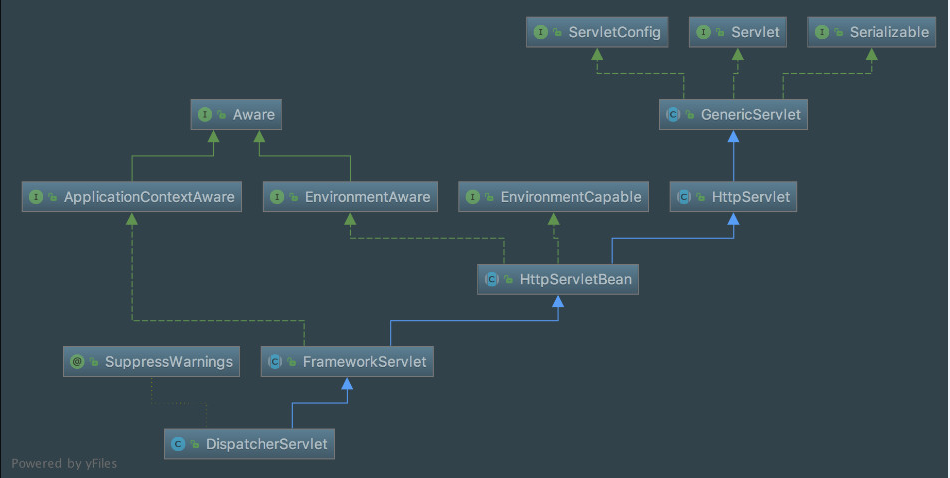 ServletConfig
Servlet
Serializable
Aware
GenericServlet
ApplicationContextAware
EnvironmentAware
EnvironmentCapable
HttpServlet
HttpServletBean
SuppressWarnings
FrameworkServlet
DispatcherServlet
Powered by yFiles